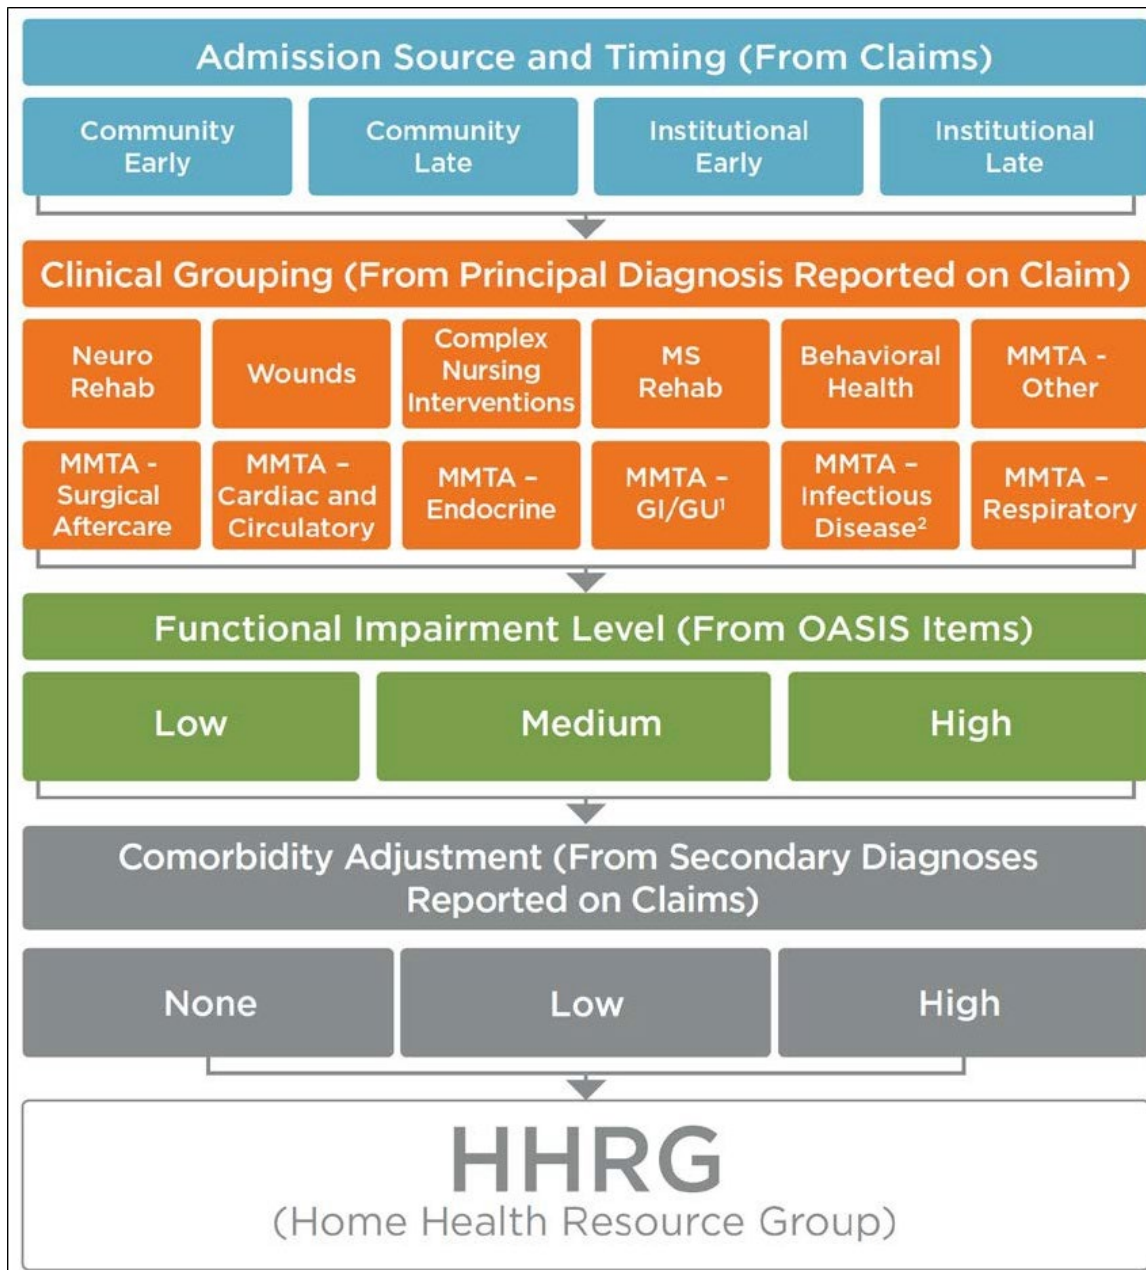 Admission Source and Timing (From Claims)
Community
Early
Community
Late
Institutional
Early
Institutional
Late
Clinical Grouping (From Principal Diagnosis Reported on Claim)
Neuro
Rehab
Wounds
Complex
Nursing
Interventions
MS
Rehab
Behavioral
Health
MMTA -
Other
MMTA -
Surgical
Aftercare
MMTA –
Cardiac and
Circulatory
MMTA –
Endocrine
MMTA –
GI/GU¹
MMTA –
Infectious
Disease²
MMTA –
Respiratory
Functional Impairment Level (From OASIS Items)
Low
Medium
High
Comorbidity Adjustment (From Secondary Diagnoses
Reported on Claims)
None
Low
High
HHRG
(Home Health Resource Group)